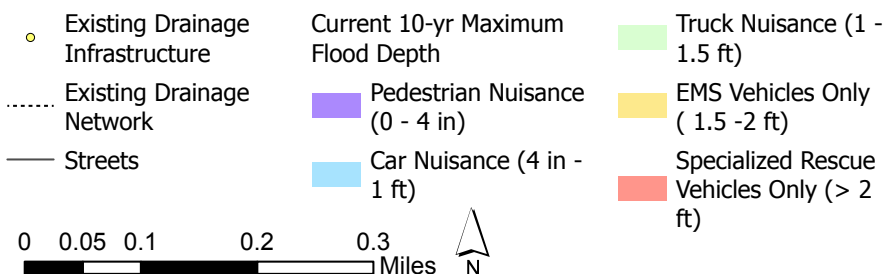 Existing Drainage
Infrastructure
Existing Drainage
Network
Streets
Current 10-yr Maximum
Flood Depth
Pedestrian Nuisance
(0 - 4 in)
Car Nuisance (4 in -
1 ft)
Truck Nuisance (1 -
1.5 ft)
EMS Vehicles Only
( 1.5 -2 ft)
Specialized Rescue
Vehicles Only (> 2
ft)
0 0.05 0.1 0.2 0.3
Miles
N